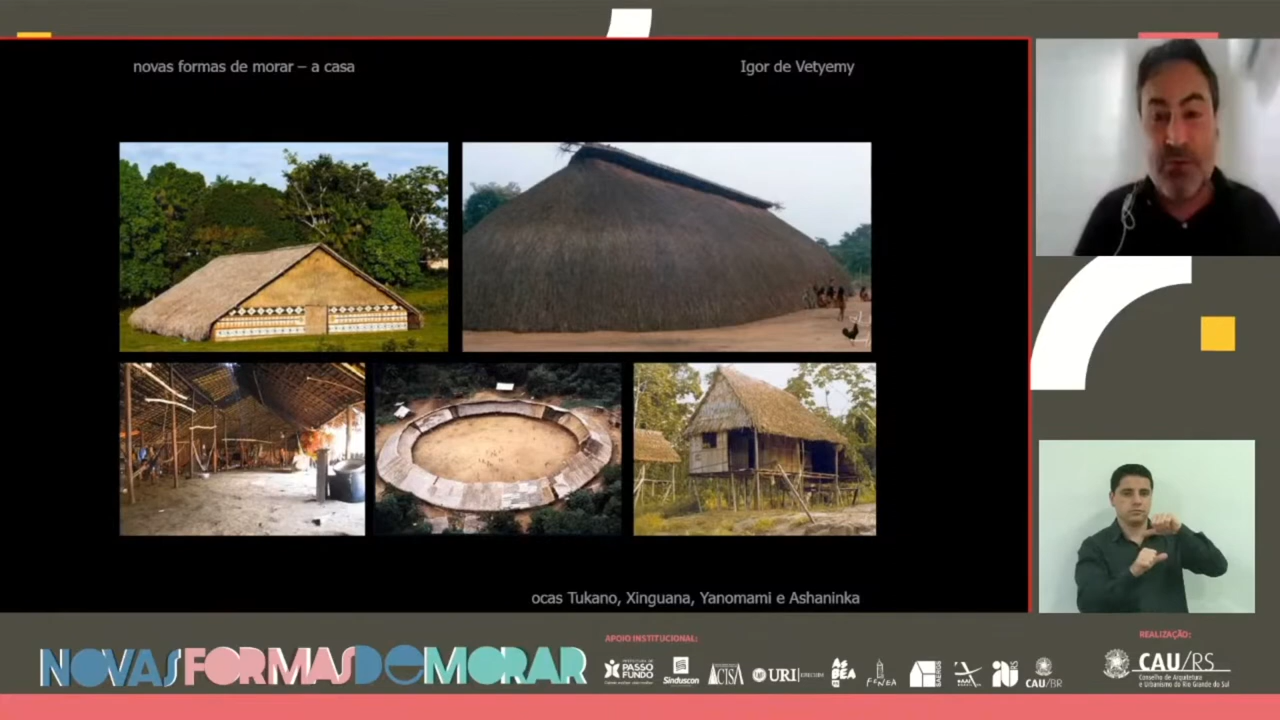 novas formas de morar – a casa
Igor de Vetyemy
ocas Tukano, Xinguana, Yanomami e Ashaninka
NOVAS FORMAS DE MORAR
APOIO INSTITUCIONAL:
PASSO
FUNDO
Sinduscon
ACISA
URI
ASBEA
FENEA
CAU/BR
REALIZAÇÃO:
CAU/RS
Conselho de Arquitetura
e Urbanismo do Rio Grande do Sul